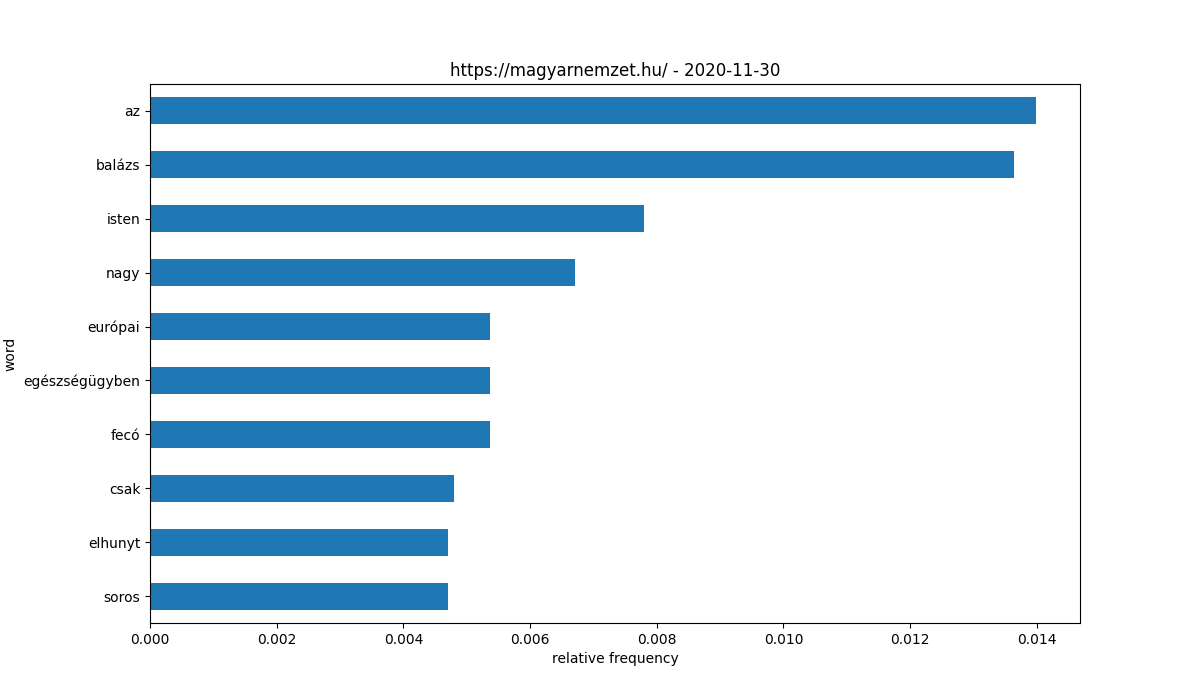 https://magyarnemzet.hu/ - 2020-11-30
az
balázs
isten
nagy
európai
egészségügyben
fecó
csak
elhunyt
soros
word
0.000 0.002 0.004 0.006 0.008 0.010 0.012 0.014
relative frequency